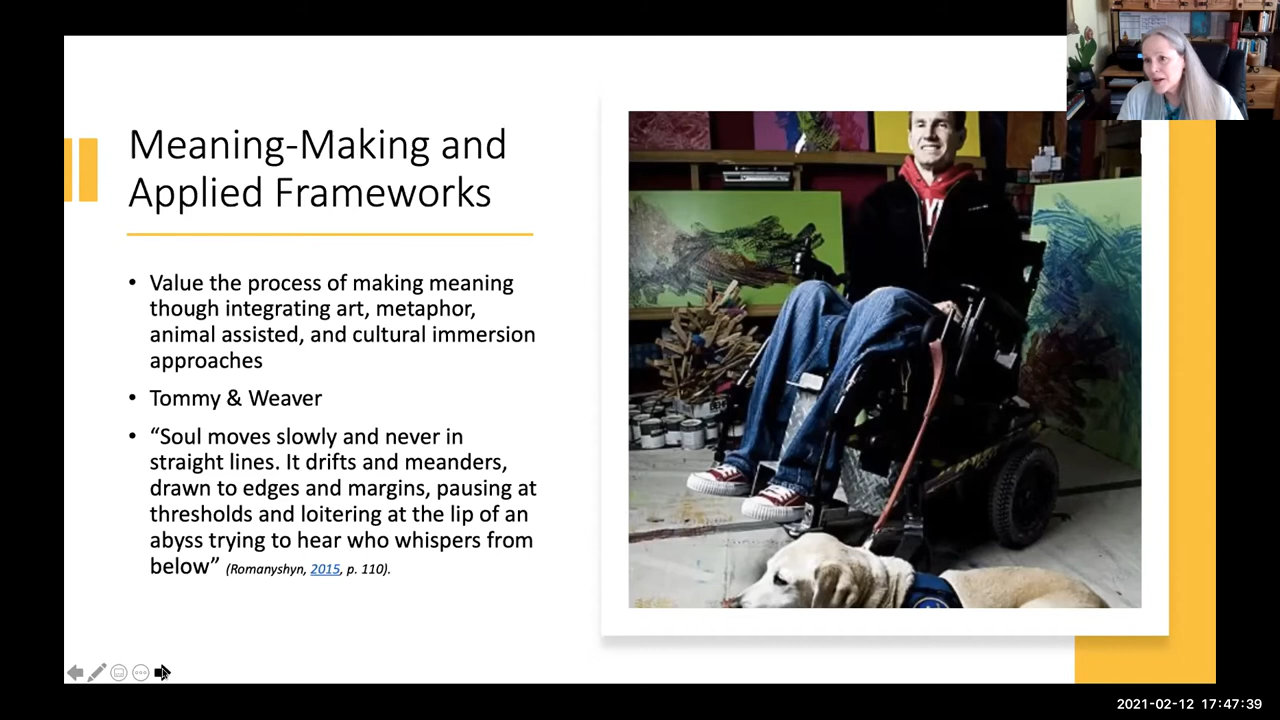 Meaning-Making and
Applied Frameworks
• Value the process of making meaning
though integrating art, metaphor,
animal assisted, and cultural immersion
approaches
• Tommy & Weaver
• “Soul moves slowly and never in
straight lines. It drifts and meanders,
drawn to edges and margins, pausing at
thresholds and loitering at the lip of an
abyss trying to hear who whispers from
below” (Romanyshyn, 2015, p. 110).
2021-02-12 17:47:39